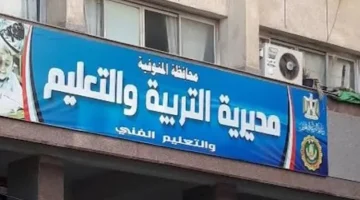 محافظة المنوفية
مديرية التربية والتعليم
والتعليم الفني